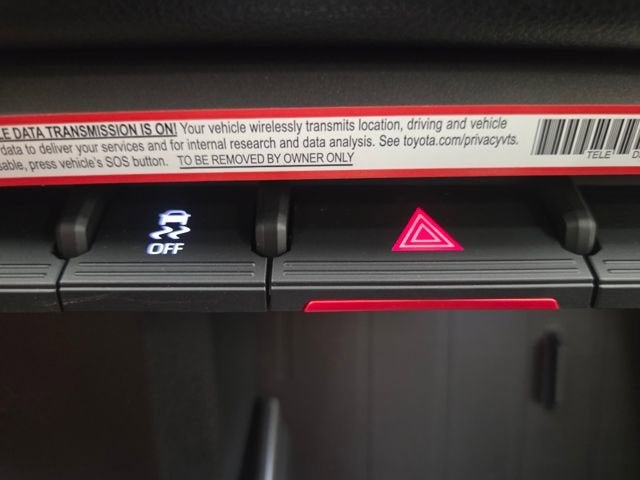 LE DATA TRANSMISSION IS ON! Your vehicle wirelessly transmits location, driving and vehicle
data to deliver your services and for internal research and data analysis. See toyota.com/privacyvts.
able, press vehicle's SOS button. TO BE REMOVED BY OWNER ONLY
TELE D
OFF